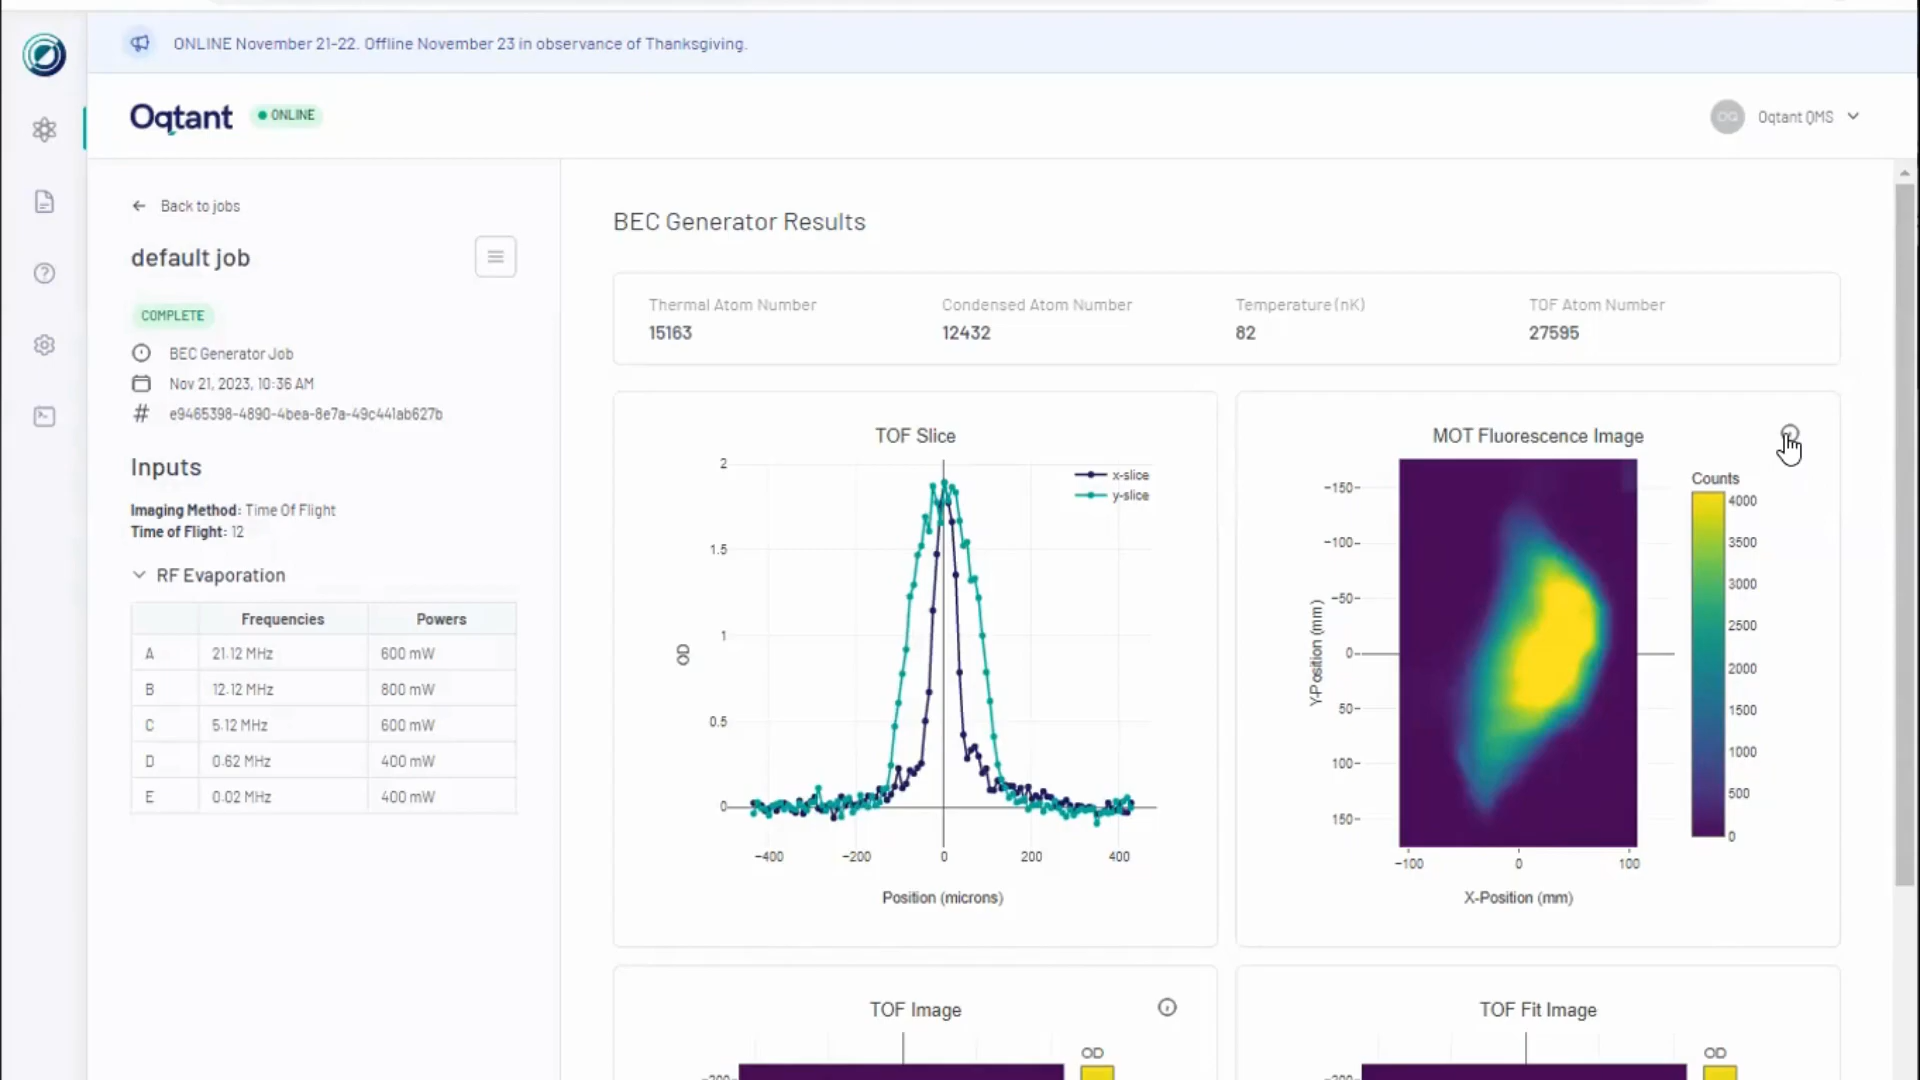 ONLINE November 21-22. Offline November 23 in observance of Thanksgiving.
Oqtant
ONLINE
OQ
Oqtant QMS
Back to jobs
default job
COMPLETE
BEC Generator Job
Nov 21, 2023, 10:36 AM
# e9465398-4890-4bea-8e7a-49c441ab627b
Inputs
Imaging Method: Time Of Flight
Time of Flight: 12
RF Evaporation
Frequencies Powers
A 21.12 MHz 600 mW
B 12.12 MHz 800 mW
C 5.12 MHz 600 mW
D 0.62 MHz 400 mW
E 0.02 MHz 400 mW
BEC Generator Results
Thermal Atom Number
15163
Condensed Atom Number
12432
Temperature (nK)
82
TOF Atom Number
27595
TOF Slice
x-slice
y-slice
2
1.5
1
0.5
0
OD
−400 −200 0 200 400
Position (microns)
MOT Fluorescence Image
−150
−100
−50
0
50
100
150
Y-Position (mm)
−100 0 100
X-Position (mm)
Counts
4000
3500
3000
2500
2000
1500
1000
500
0
TOF Image
OD
−200
TOF Fit Image
OD
−200